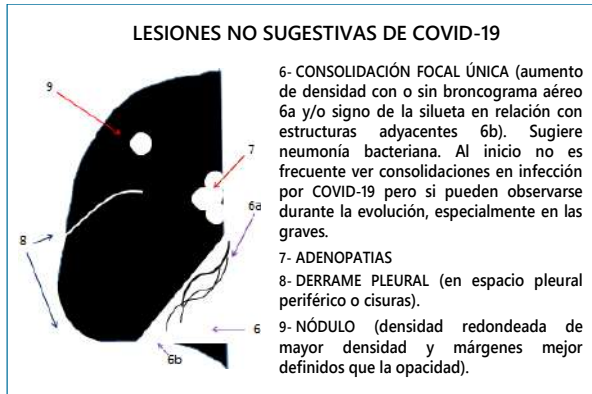 LESIONES NO SUGESTIVAS DE COVID-19
9
7
6a
8
6
6b
6- CONSOLIDACIÓN FOCAL ÚNICA (aumento
de densidad con o sin broncograma aéreo
6a y/o signo de la silueta en relación con
estructuras adyacentes 6b). Sugiere
neumonía bacteriana. Al inicio no es
frecuente ver consolidaciones en infección
por COVID-19 pero si pueden observarse
durante la evolución, especialmente en las
graves.
7- ADENOPATIAS
8- DERRAME PLEURAL (en espacio pleural
periférico o cisuras).
9- NÓDULO (densidad redondeada de
mayor densidad y márgenes mejor
definidos que la opacidad).